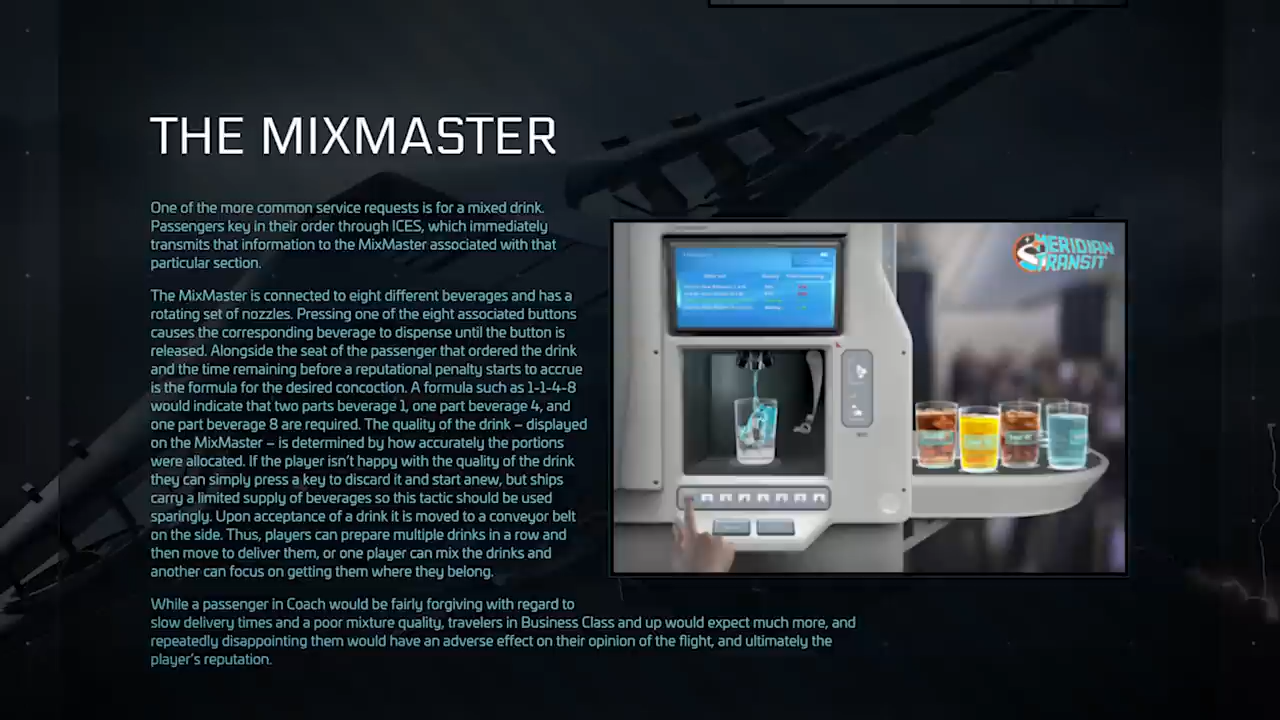 THE MIXMASTER
One of the more common service requests is for a mixed drink.
Passengers key in their order through ICES, which immediately
transmits that information to the MixMaster associated with that
particular section.
The MixMaster is connected to eight different beverages and has a
rotating set of nozzles. Pressing one of the eight associated buttons
causes the corresponding beverage to dispense until the button is
released. Alongside the seat of the passenger that ordered the drink
and the time remaining before a reputational penalty starts to accrue
is the formula for the desired concoction. A formula such as 1-1-4-8
would indicate that two parts beverage 1, one part beverage 4, and
one part beverage 8 are required. The quality of the drink – displayed
on the MixMaster – is determined by how accurately the portions
were allocated. If the player isn't happy with the quality of the drink
they can simply press a key to discard it and start anew, but ships
carry a limited supply of beverages so this tactic should be used
sparingly. Upon acceptance of a drink it is moved to a conveyor belt
on the side. Thus, players can prepare multiple drinks in a row and
then move to deliver them, or one player can mix the drinks and
another can focus on getting them where they belong.
While a passenger in Coach would be fairly forgiving with regard to
slow delivery times and a poor mixture quality, travelers in Business Class and up would expect much more, and
repeatedly disappointing them would have an adverse effect on their opinion of the flight, and ultimately the
player's reputation.
MERIDIAN
TRANSIT